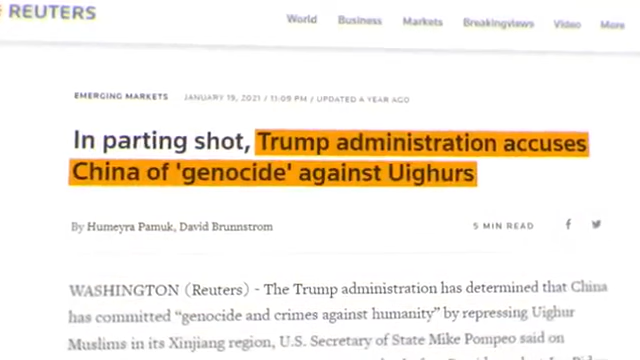 REUTERS
World Business Markets Breakingviews Video More
EMERGING MARKETS JANUARY 19, 2021 / 11:09 PM / UPDATED A YEAR AGO
In parting shot, Trump administration accuses
China of 'genocide' against Uighurs
By Humeyra Pamuk, David Brunnstrom 5 MIN READ
WASHINGTON (Reuters) - The Trump administration has determined that China
has committed “genocide and crimes against humanity” by repressing Uighur
Muslims in its Xinjiang region, U.S. Secretary of State Mike Pompeo said on